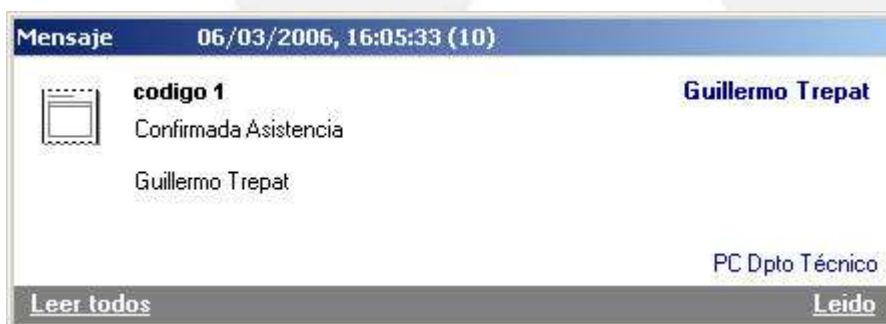 Mensaje 06/03/2006, 16:05:33 (10)
codigo 1 Guillermo Trepat
Confirmada Asistencia
Guillermo Trepat
PC Dpto Técnico
Leer todos Leido